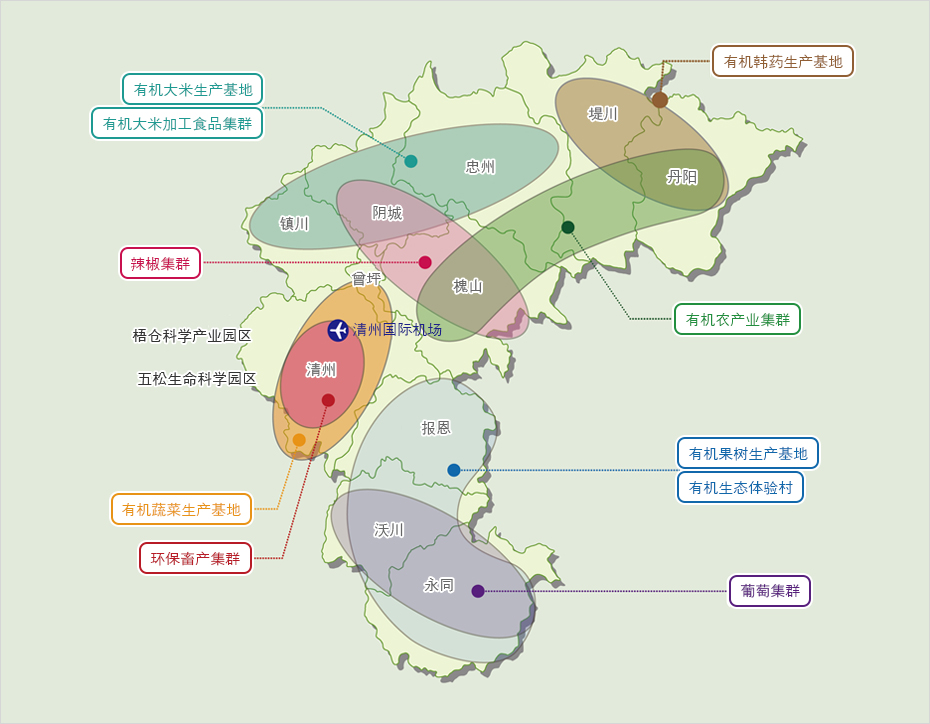 有机韩药生产基地
有机大米生产基地
有机大米加工食品集群
堤川
忠州
丹阳
阴城
镇川
辣椒集群
曾坪
槐山
有机农产业集群
清州国际机场
梧仓科学产业园区
清州
五松生命科学园区
报恩
有机果树生产基地
有机生态体验村
有机蔬菜生产基地
沃川
环保畜产集群
永同
葡萄集群